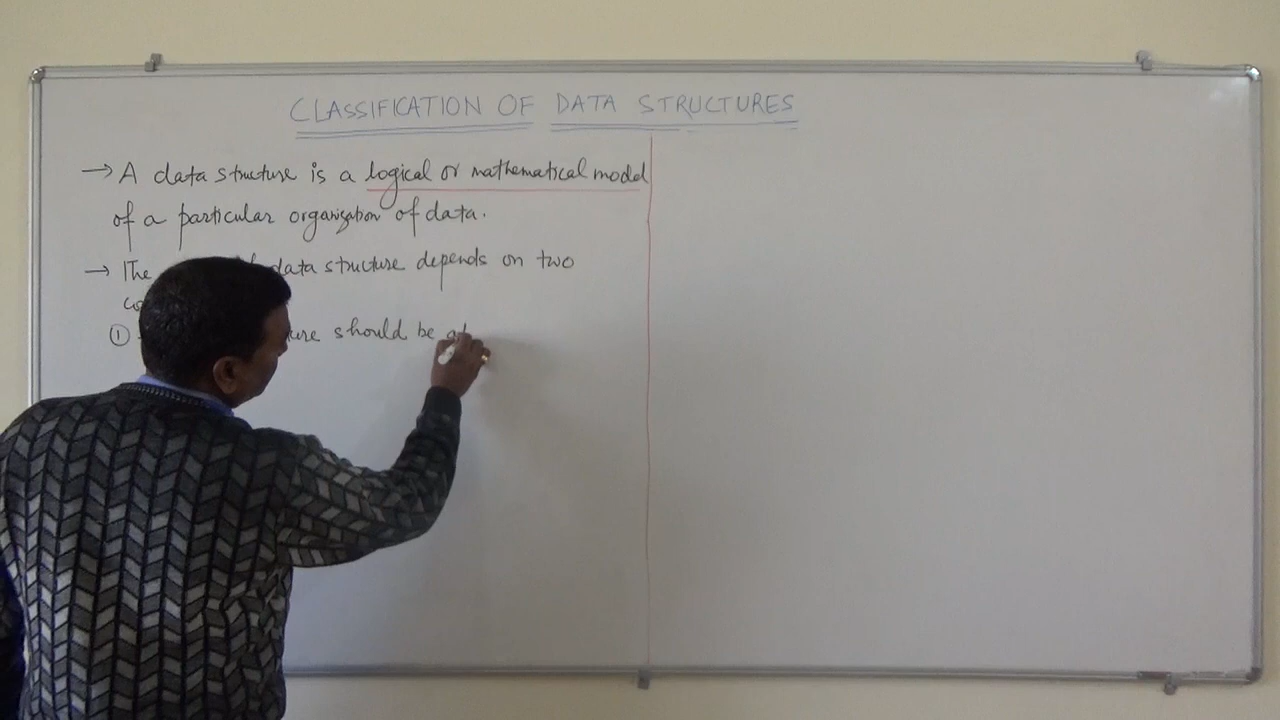 CLASSIFICATION OF DATA STRUCTURES
→ A data structure is a logical or mathematical model
of a particular organization of data.
→ The data structure depends on two
① should be